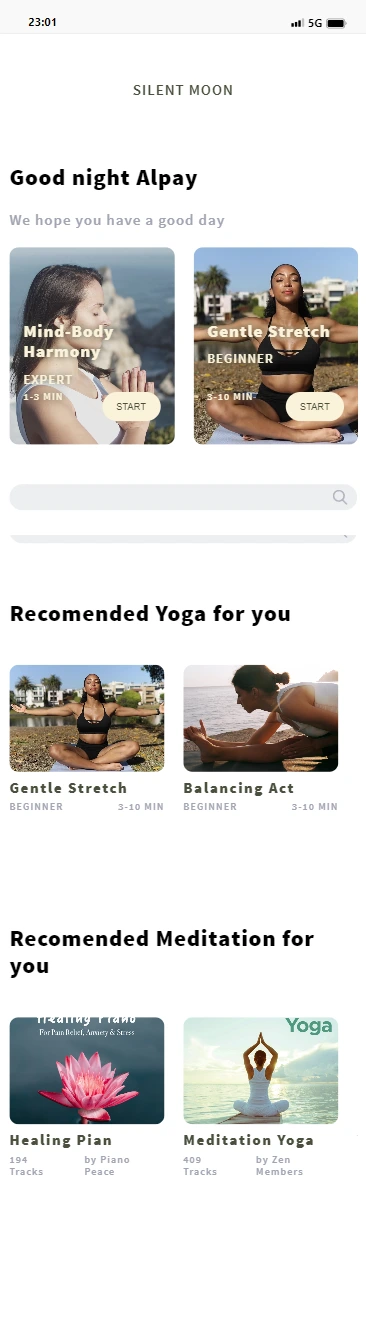 23:01
5G
SILENT MOON
Good night Alpay
We hope you have a good day
Mind-Body
Harmony
EXPERT
1-3 MIN
START
Gentle Stretch
BEGINNER
3-10 MIN
START
Recomended Yoga for you
Gentle Stretch
BEGINNER
3-10 MIN
Balancing Act
BEGINNER
3-10 MIN
Recomended Meditation for
you
Healing Piano
For Pain Relief, Anxiety & Stress
Healing Pian
194
Tracks
by Piano
Peace
Yoga
Meditation Yoga
409
Tracks
by Zen
Members